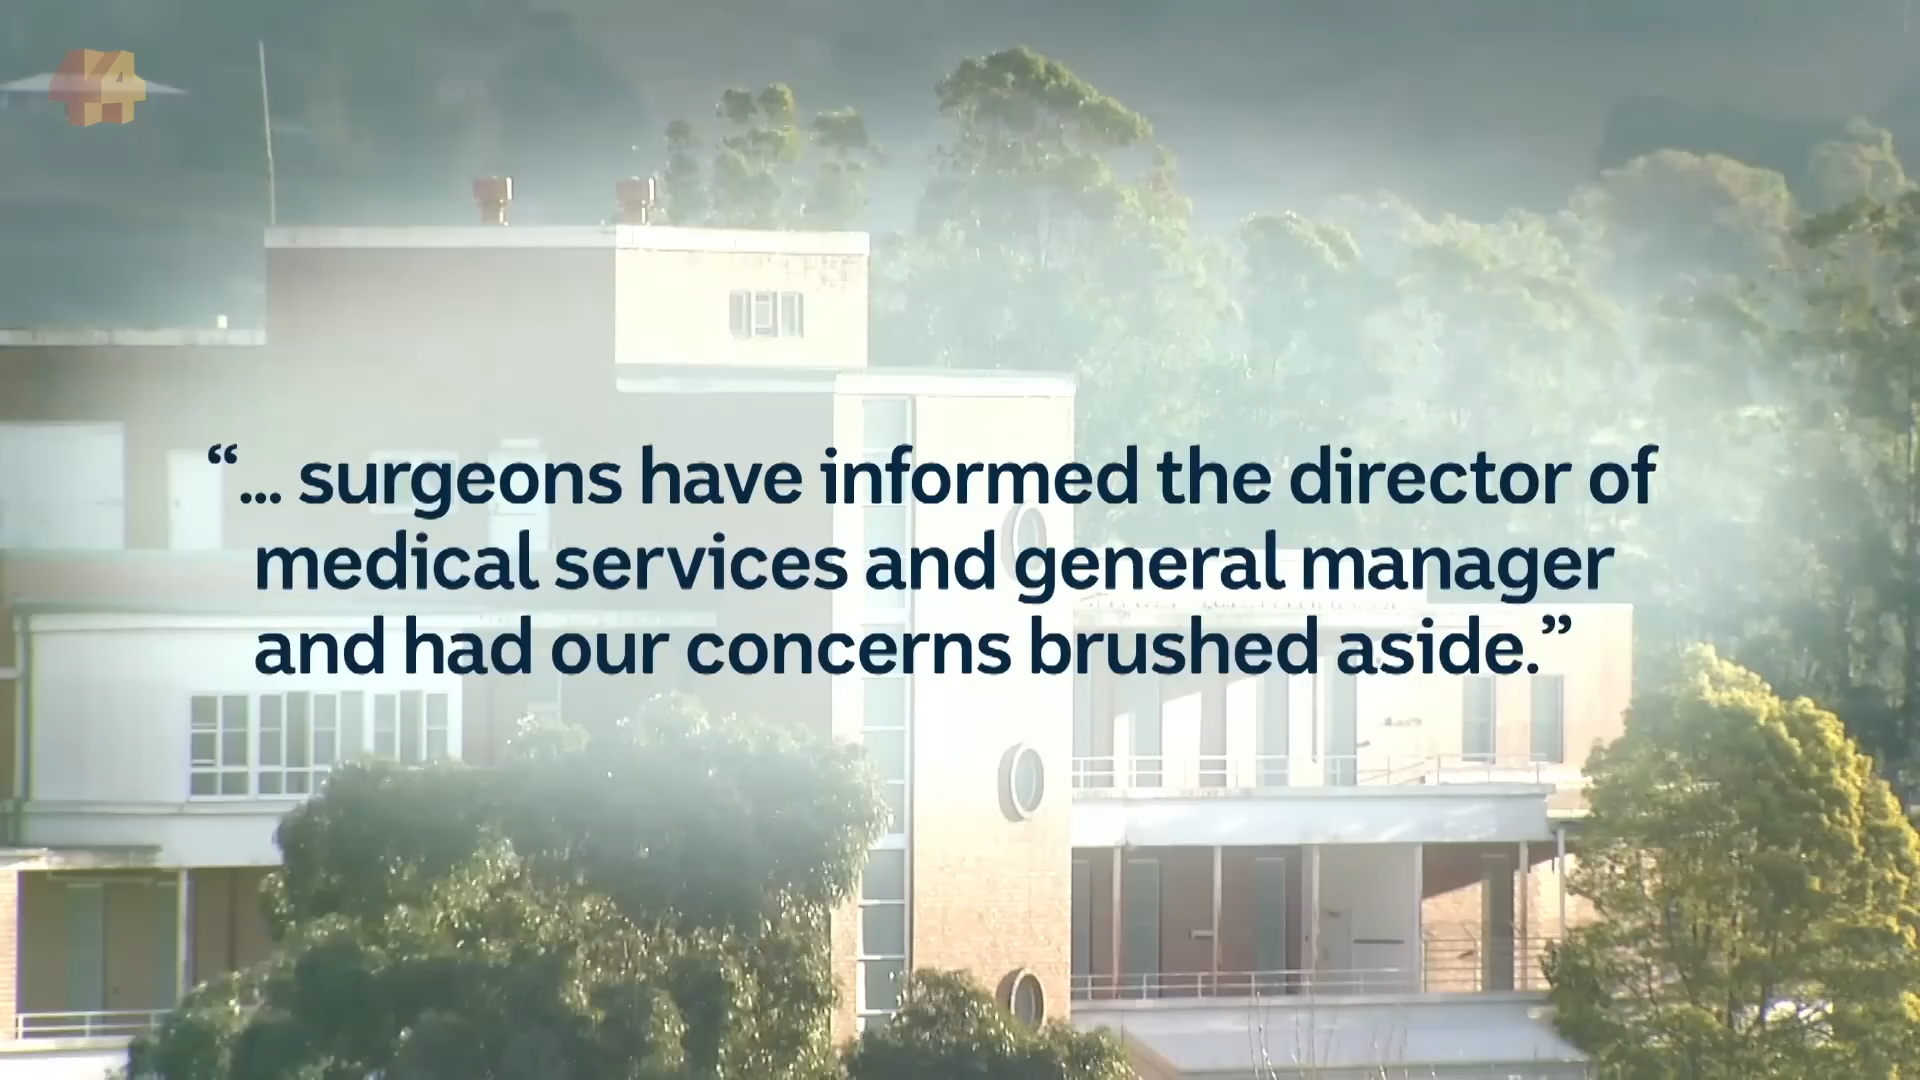 “... surgeons have informed the director of
medical services and general manager
and had our concerns brushed aside.”